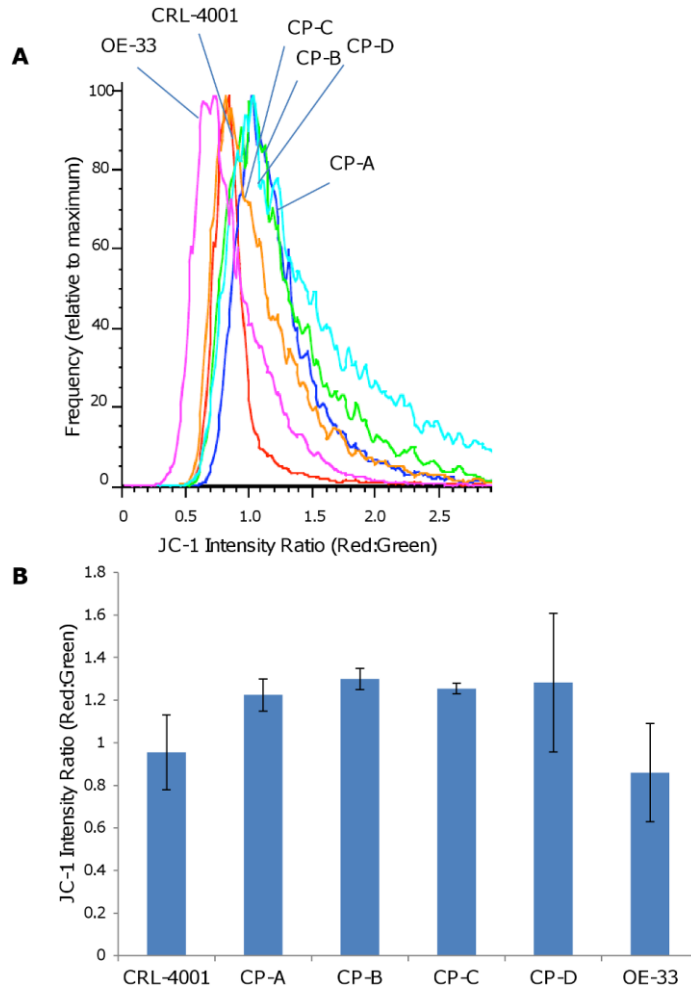 A
OE-33
CRL-4001
CP-C
CP-B
CP-D
CP-A
Frequency (relative to maximum)
100
80
60
40
20
0
0 0.5 1.0 1.5 2.0 2.5
JC-1 Intensity Ratio (Red:Green)
B
JC-1 Intensity Ratio (Red:Green)
1.8
1.6
1.4
1.2
1
0.8
0.6
0.4
0.2
0
CRL-4001 CP-A CP-B CP-C CP-D OE-33